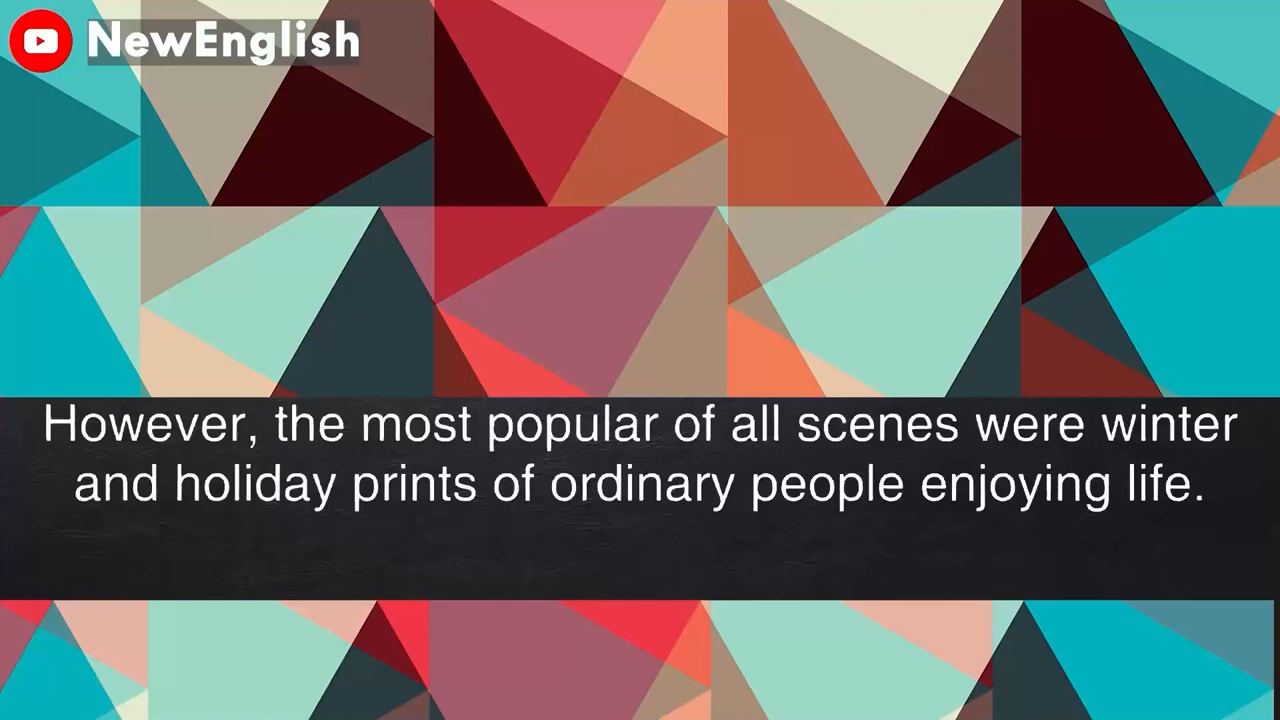 NewEnglish
However, the most popular of all scenes were winter
and holiday prints of ordinary people enjoying life.